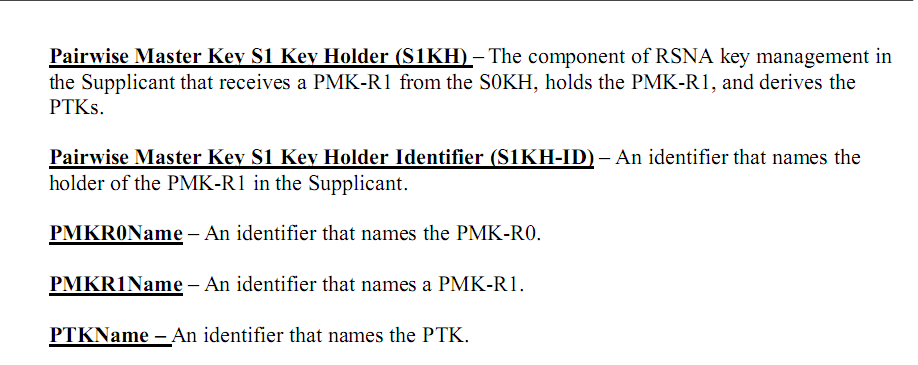 Pairwise Master Key S1 Key Holder (S1KH) – The component of RSNA key management in
the Supplicant that receives a PMK-R1 from the S0KH, holds the PMK-R1, and derives the
PTKs.
Pairwise Master Key S1 Key Holder Identifier (S1KH-ID) – An identifier that names the
holder of the PMK-R1 in the Supplicant.
PMKR0Name – An identifier that names the PMK-R0.
PMKR1Name – An identifier that names a PMK-R1.
PTKName – An identifier that names the PTK.